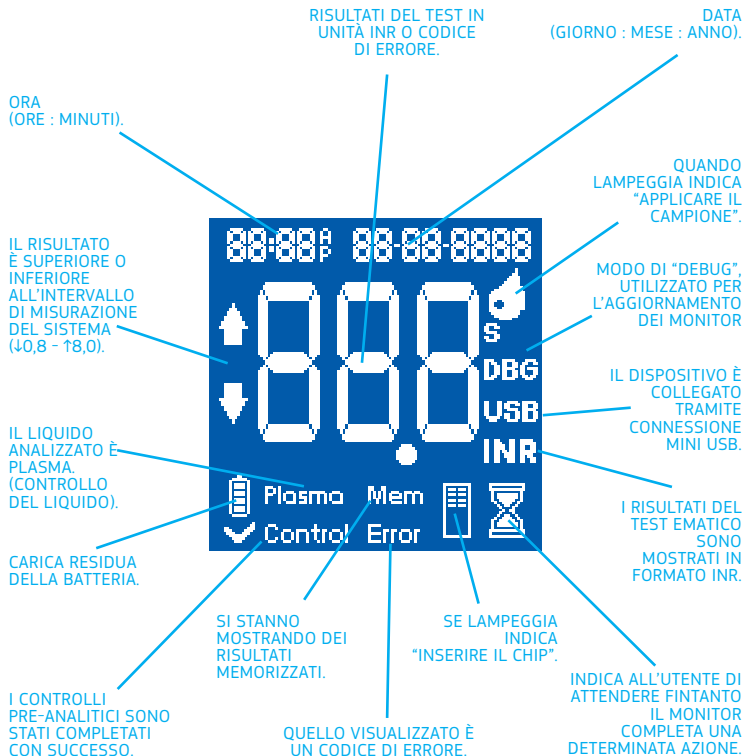 RISULTATI DEL TEST IN
UNITÀ INR O CODICE
DI ERRORE.
DATA
(GIORNO : MESE : ANNO).
ORA
(ORE : MINUTI).
QUANDO
LAMPEGGIA INDICA
“APPLICARE IL
CAMPIONE”.
IL RISULTATO
È SUPERIORE O
INFERIORE
ALL’INTERVALLO
DI MISURAZIONE
DEL SISTEMA
(↓0,8 - ↑8,0).
MODO DI “DEBUG”,
UTILIZZATO PER
L’AGGIORNAMENTO
DEI MONITOR
IL DISPOSITIVO È
COLLEGATO
TRAMITE
CONNESSIONE
MINI USB.
IL LIQUIDO
ANALIZZATO È
PLASMA.
(CONTROLLO
DEL LIQUIDO).
I RISULTATI DEL
TEST EMATICO
SONO
MOSTRATI IN
FORMATO INR.
CARICA RESIDUA
DELLA BATTERIA.
88:88 A P 88-88-8888
888
S
DBG
USB
.
INR
Plasma Mem
Control Error
SI STANNO
MOSTRANDO DEI
RISULTATI
MEMORIZZATI.
SE LAMPEGGIA
INDICA
“INSERIRE IL CHIP”.
I CONTROLLI
PRE-ANALITICI SONO
STATI COMPLETATI
CON SUCCESSO.
QUELLO VISUALIZZATO È
UN CODICE DI ERRORE.
INDICA ALL’UTENTE DI
ATTENDERE FINTANTO
IL MONITOR
COMPLETA UNA
DETERMINATA AZIONE.